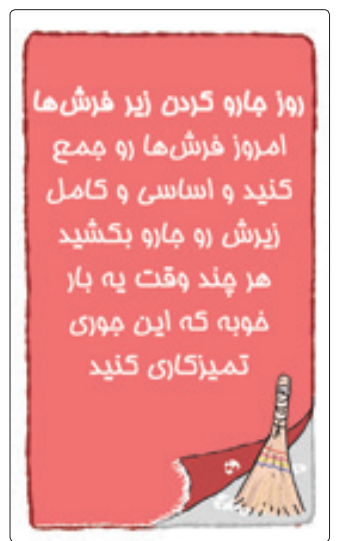 روز جارو کردن زیر فرش‌ها
امروز فرش‌ها رو جمع
کنید و اساسی و کامل
زیرش رو جارو بکشید
هر چند وقت یه بار
خوبه که این جوری
تمیزکاری کنید